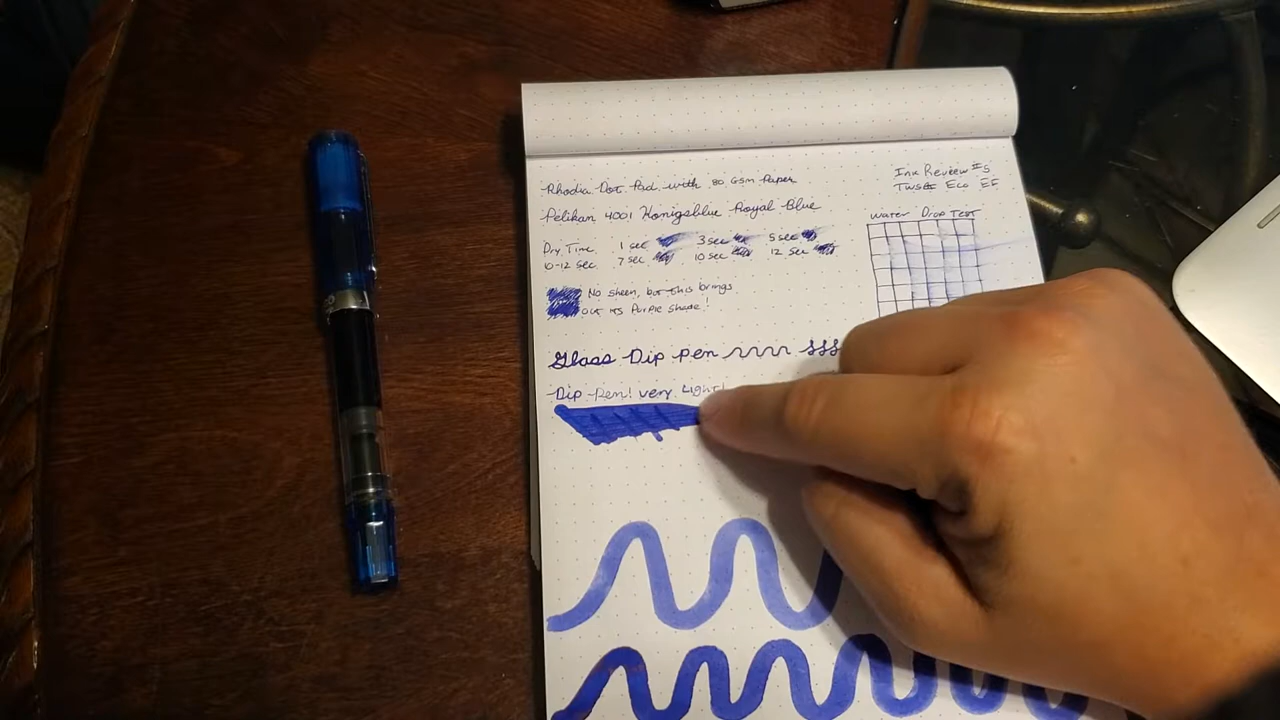 Ink Review #5
TWSBI Eco EF
Rhodia Dot Pad with 80 GSM Paper
Pelikan 4001 Konigsblue Royal Blue
Water Drop Test
Dry Time 1 sec 3 sec 5 sec
10-12 sec 7 sec 10 sec 12 sec
No sheen, but this brings
out its Purple Shade!
Glass Dip Pen
Dip Pen! very Light!